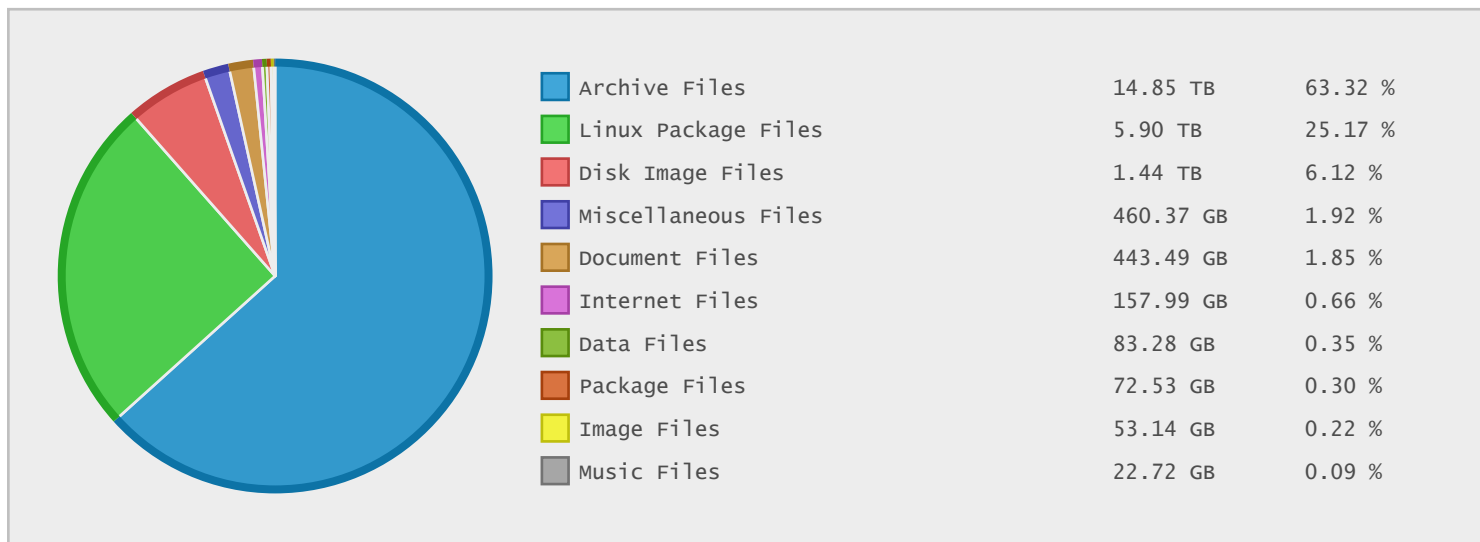 Archive Files 14.85 TB 63.32 %
Linux Package Files 5.90 TB 25.17 %
Disk Image Files 1.44 TB 6.12 %
Miscellaneous Files 460.37 GB 1.92 %
Document Files 443.49 GB 1.85 %
Internet Files 157.99 GB 0.66 %
Data Files 83.28 GB 0.35 %
Package Files 72.53 GB 0.30 %
Image Files 53.14 GB 0.22 %
Music Files 22.72 GB 0.09 %